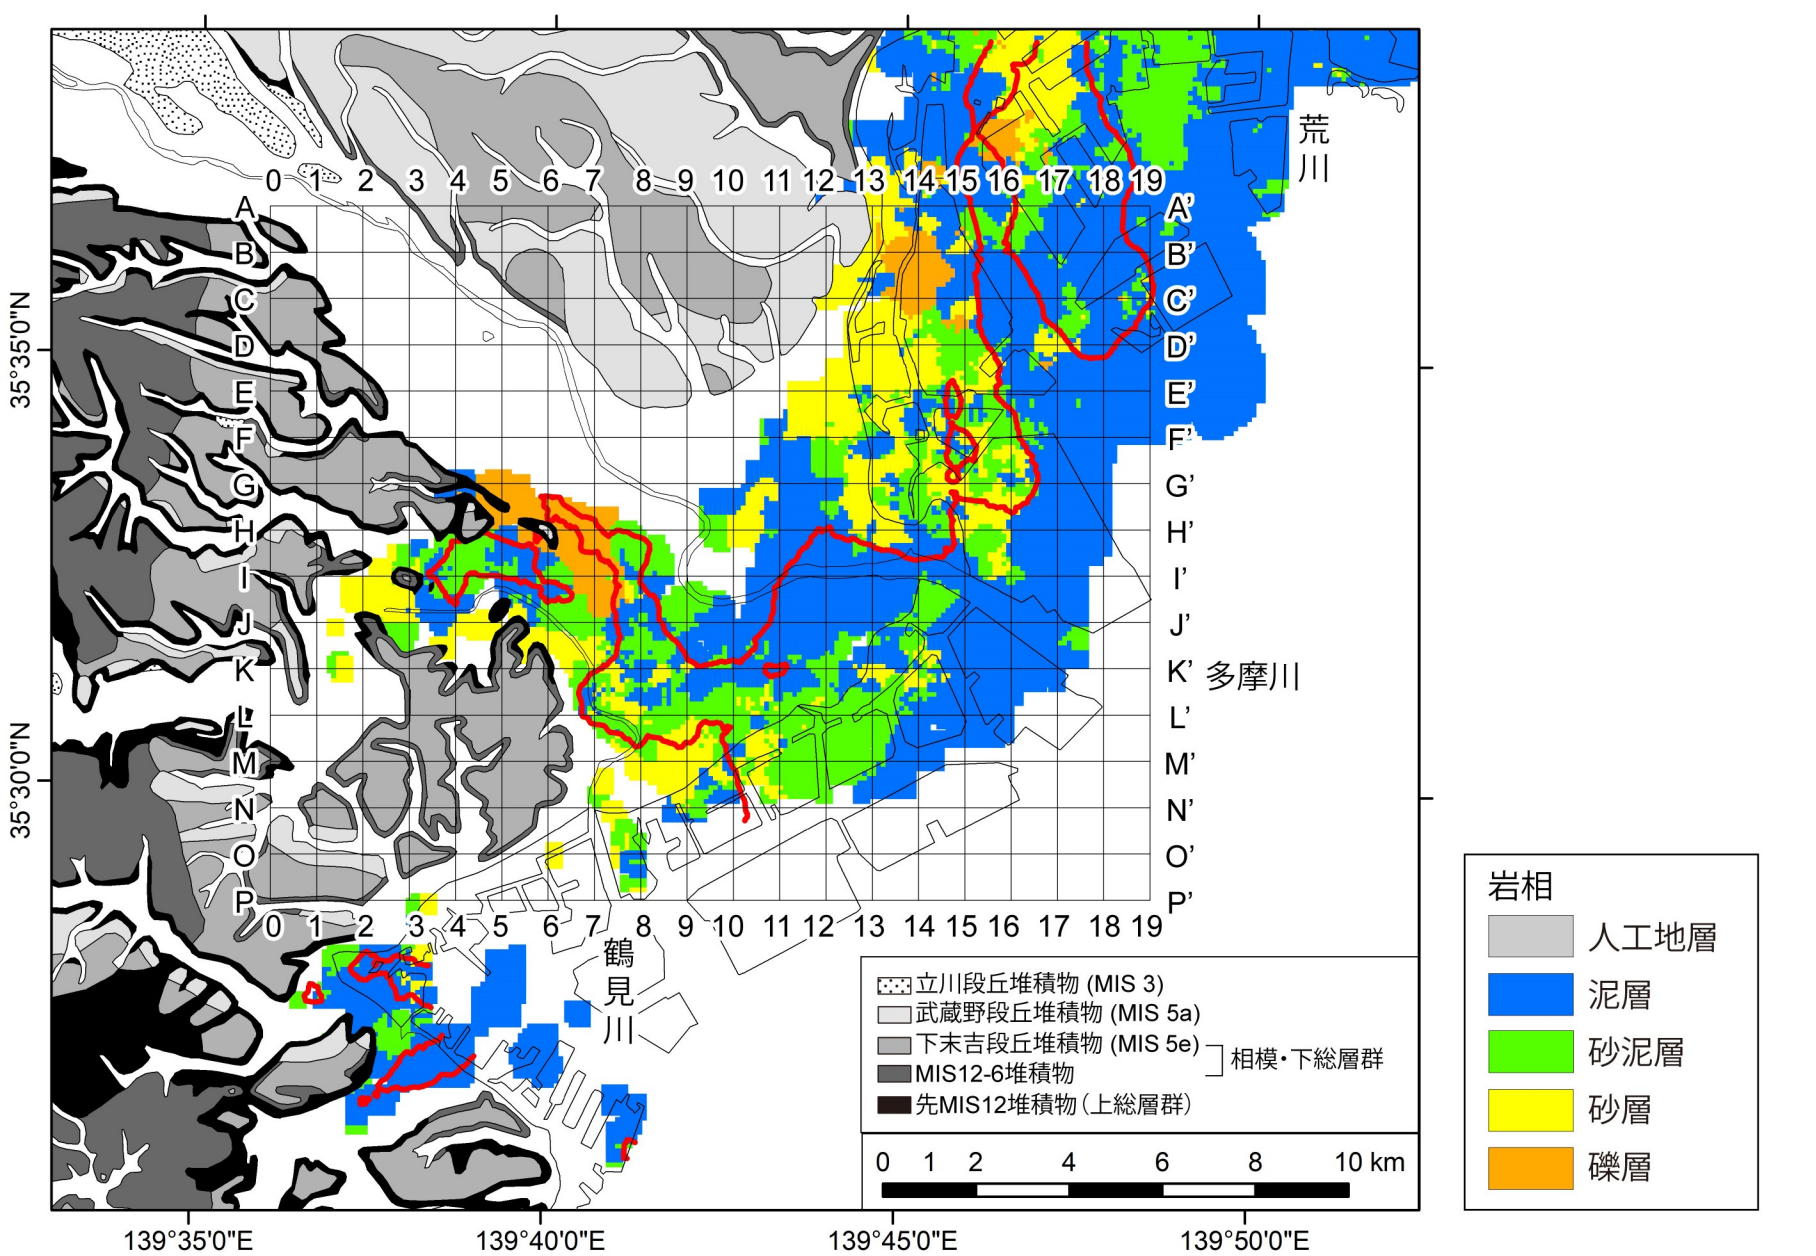 荒川
0 1 2 3 4 5 6 7 8 9 10 11 12 13 14 15 16 17 18 19
A A'
B B'
C C'
D D'
E E'
F F'
G G'
H H'
I I'
J J'
K K'
L L'
M M'
N N'
O O'
P P'
0 1 2 3 4 5 6 7 8 9 10 11 12 13 14 15 16 17 18 19
35°35'0"N
35°30'0"N
多摩川
鶴見川
立川段丘堆積物 (MIS 3)
武蔵野段丘堆積物 (MIS 5a)
下末吉段丘堆積物 (MIS 5e)
MIS12-6堆積物
相模・下総層群
先MIS12堆積物(上総層群)
0 1 2 4 6 8 10 km
139°35'0"E 139°40'0"E 139°45'0"E 139°50'0"E
岩相
人工地層
泥層
砂泥層
砂層
礫層